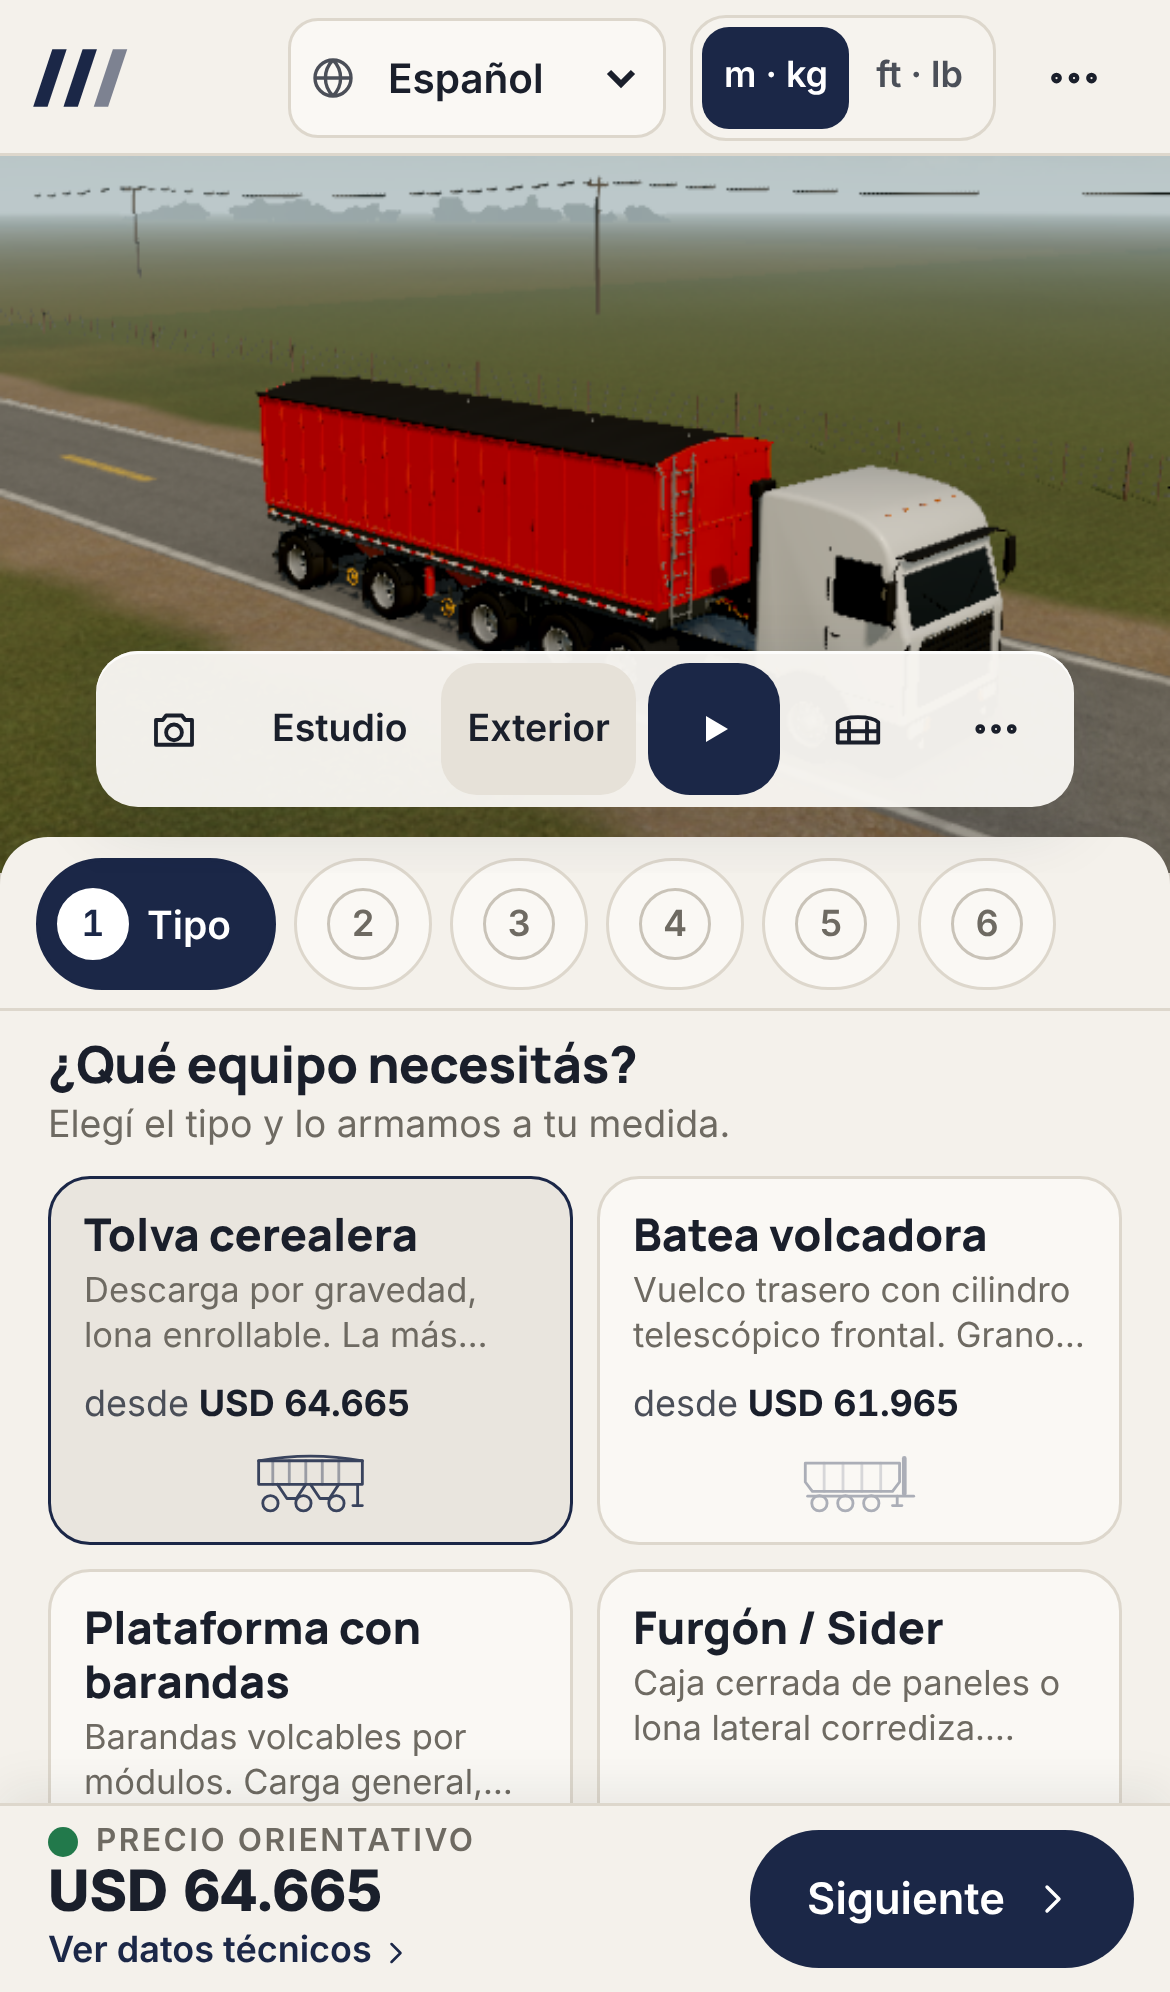 Español
m · kg
ft · lb
Estudio
Exterior
1 Tipo
2
3
4
5
6
¿Qué equipo necesitás?
Elegí el tipo y lo armamos a tu medida.
Tolva cerealera
Descarga por gravedad,
lona enrollable. La más...
desde USD 64.665
Batea volcadora
Vuelco trasero con cilindro
telescópico frontal. Grano...
desde USD 61.965
Plataforma con
barandas
Barandas volcables por
módulos. Carga general,...
Furgón / Sider
Caja cerrada de paneles o
lona lateral corrediza....
PRECIO ORIENTATIVO
USD 64.665
Ver datos técnicos
Siguiente